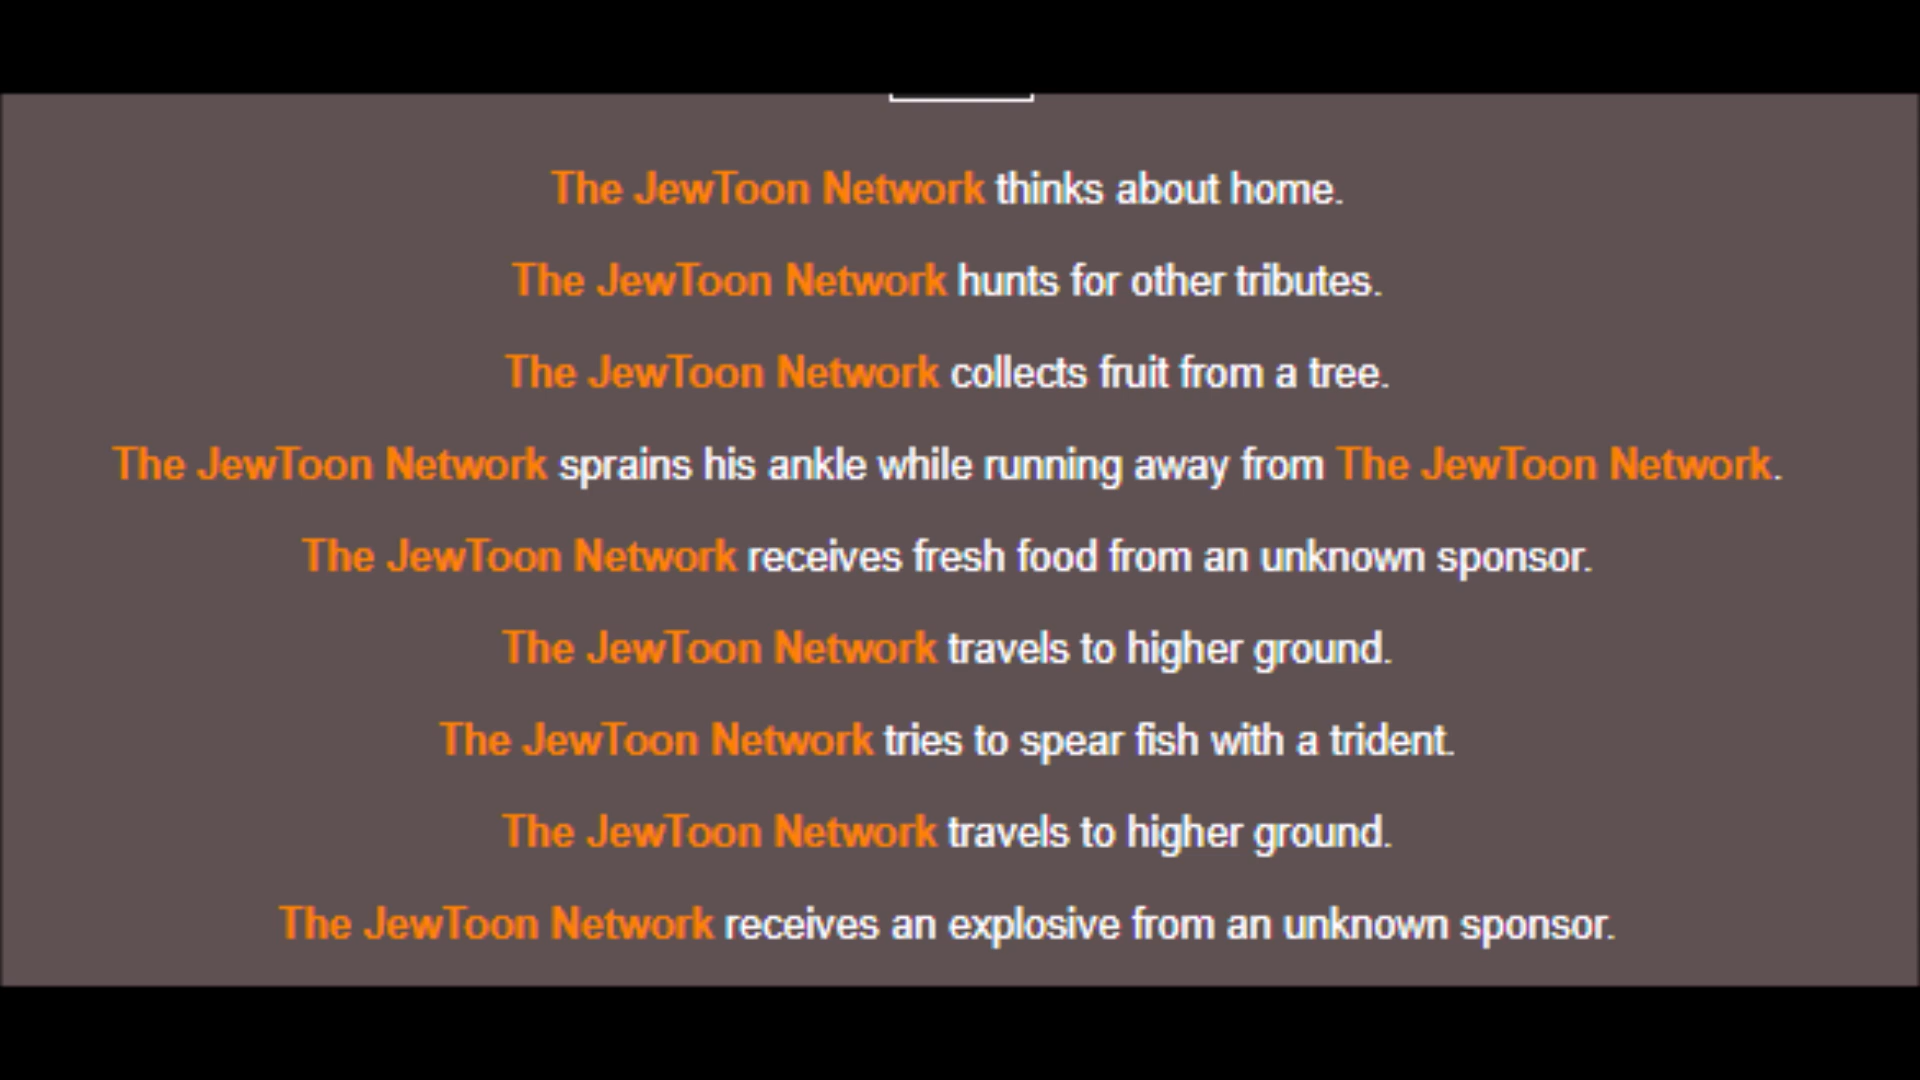 The JewToon Network thinks about home.
The JewToon Network hunts for other tributes.
The JewToon Network collects fruit from a tree.
The JewToon Network sprains his ankle while running away from The JewToon Network.
The JewToon Network receives fresh food from an unknown sponsor.
The JewToon Network travels to higher ground.
The JewToon Network tries to spear fish with a trident.
The JewToon Network travels to higher ground.
The JewToon Network receives an explosive from an unknown sponsor.